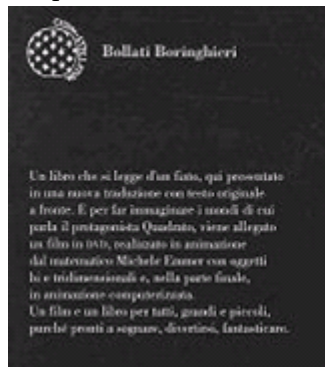 Bollati Boringhieri
Un libro che si legge d'un fiato, qui presentato
in una nuova traduzione con testo originale
a fronte. E per far immaginare i mondi di cui
parla il protagonista Quadrato, viene allegato
un film in DVD, realizzato in animazione
dal matematico Michele Emmer con oggetti
bi e tridimensionali e, nella parte finale,
in animazione computerizzata.
Un film e un libro per tutti, grandi e piccoli,
purché pronti a sognare, divertirsi, fantasticare.